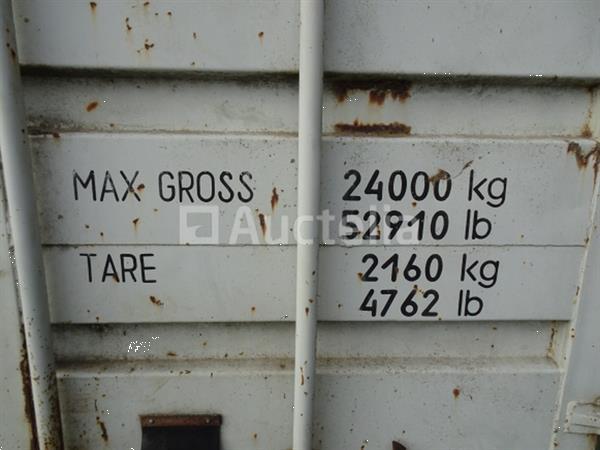 MAX GROSS 24000 kg
52910 lb
Auctelia
TARE 2160 kg
4762 lb